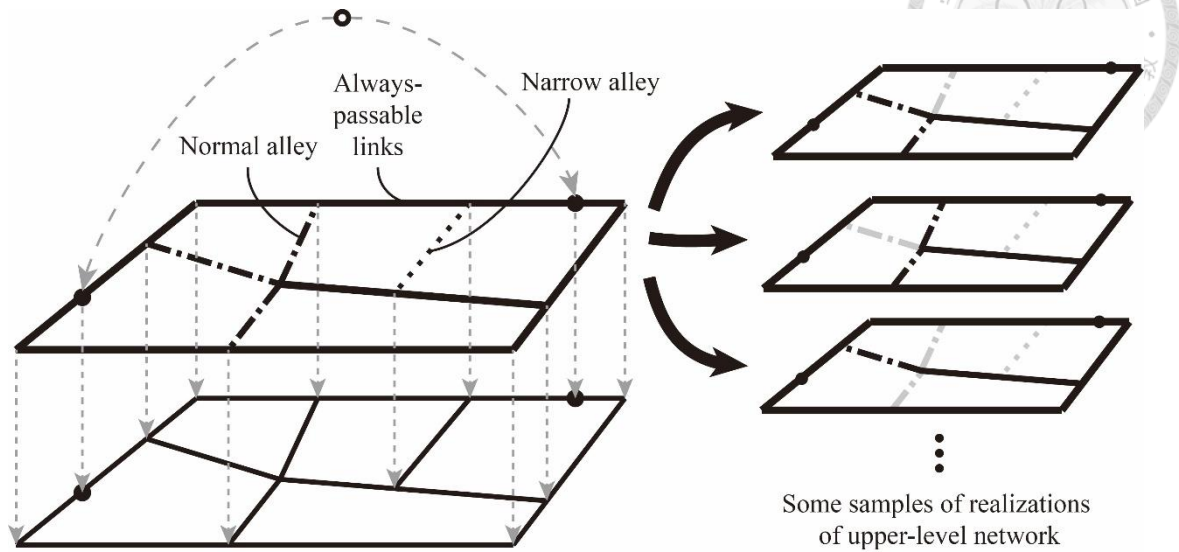 Always-
passable
links
Narrow alley
Normal alley
Some samples of realizations
of upper-level network